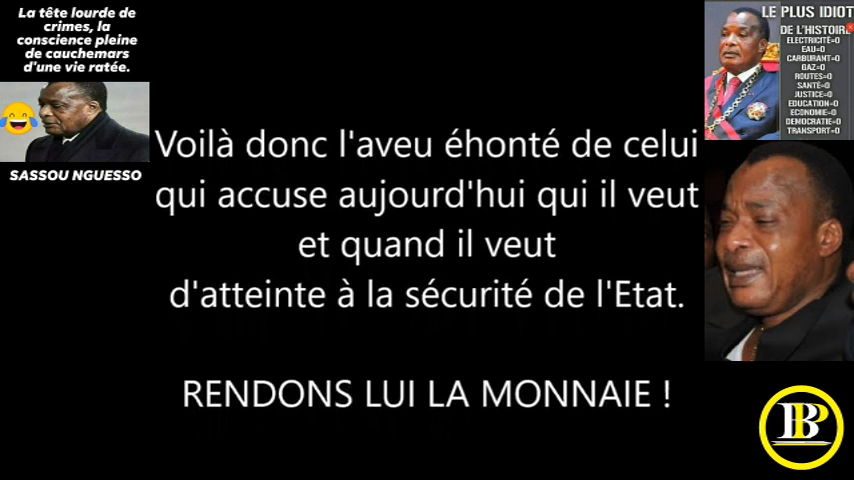 La tête lourde de
crimes, la
conscience pleine
de cauchemars
d'une vie ratée.
SASSOU NGUESSO
Voilà donc l'aveu éhonté de celui
qui accuse aujourd'hui qui il veut
et quand il veut
d'atteinte à la sécurité de l'Etat.
RENDONS LUI LA MONNAIE !
LE PLUS IDIOT
DE L'HISTOIRE
ELECTRICITÉ=0
EAU=0
CARBURANT=0
GAZ=0
ROUTES=0
SANTÉ=0
JUSTICE=0
EDUCATION=0
ECONOMIE=0
DEMOCRATIE=0
TRANSPORT=0
BP